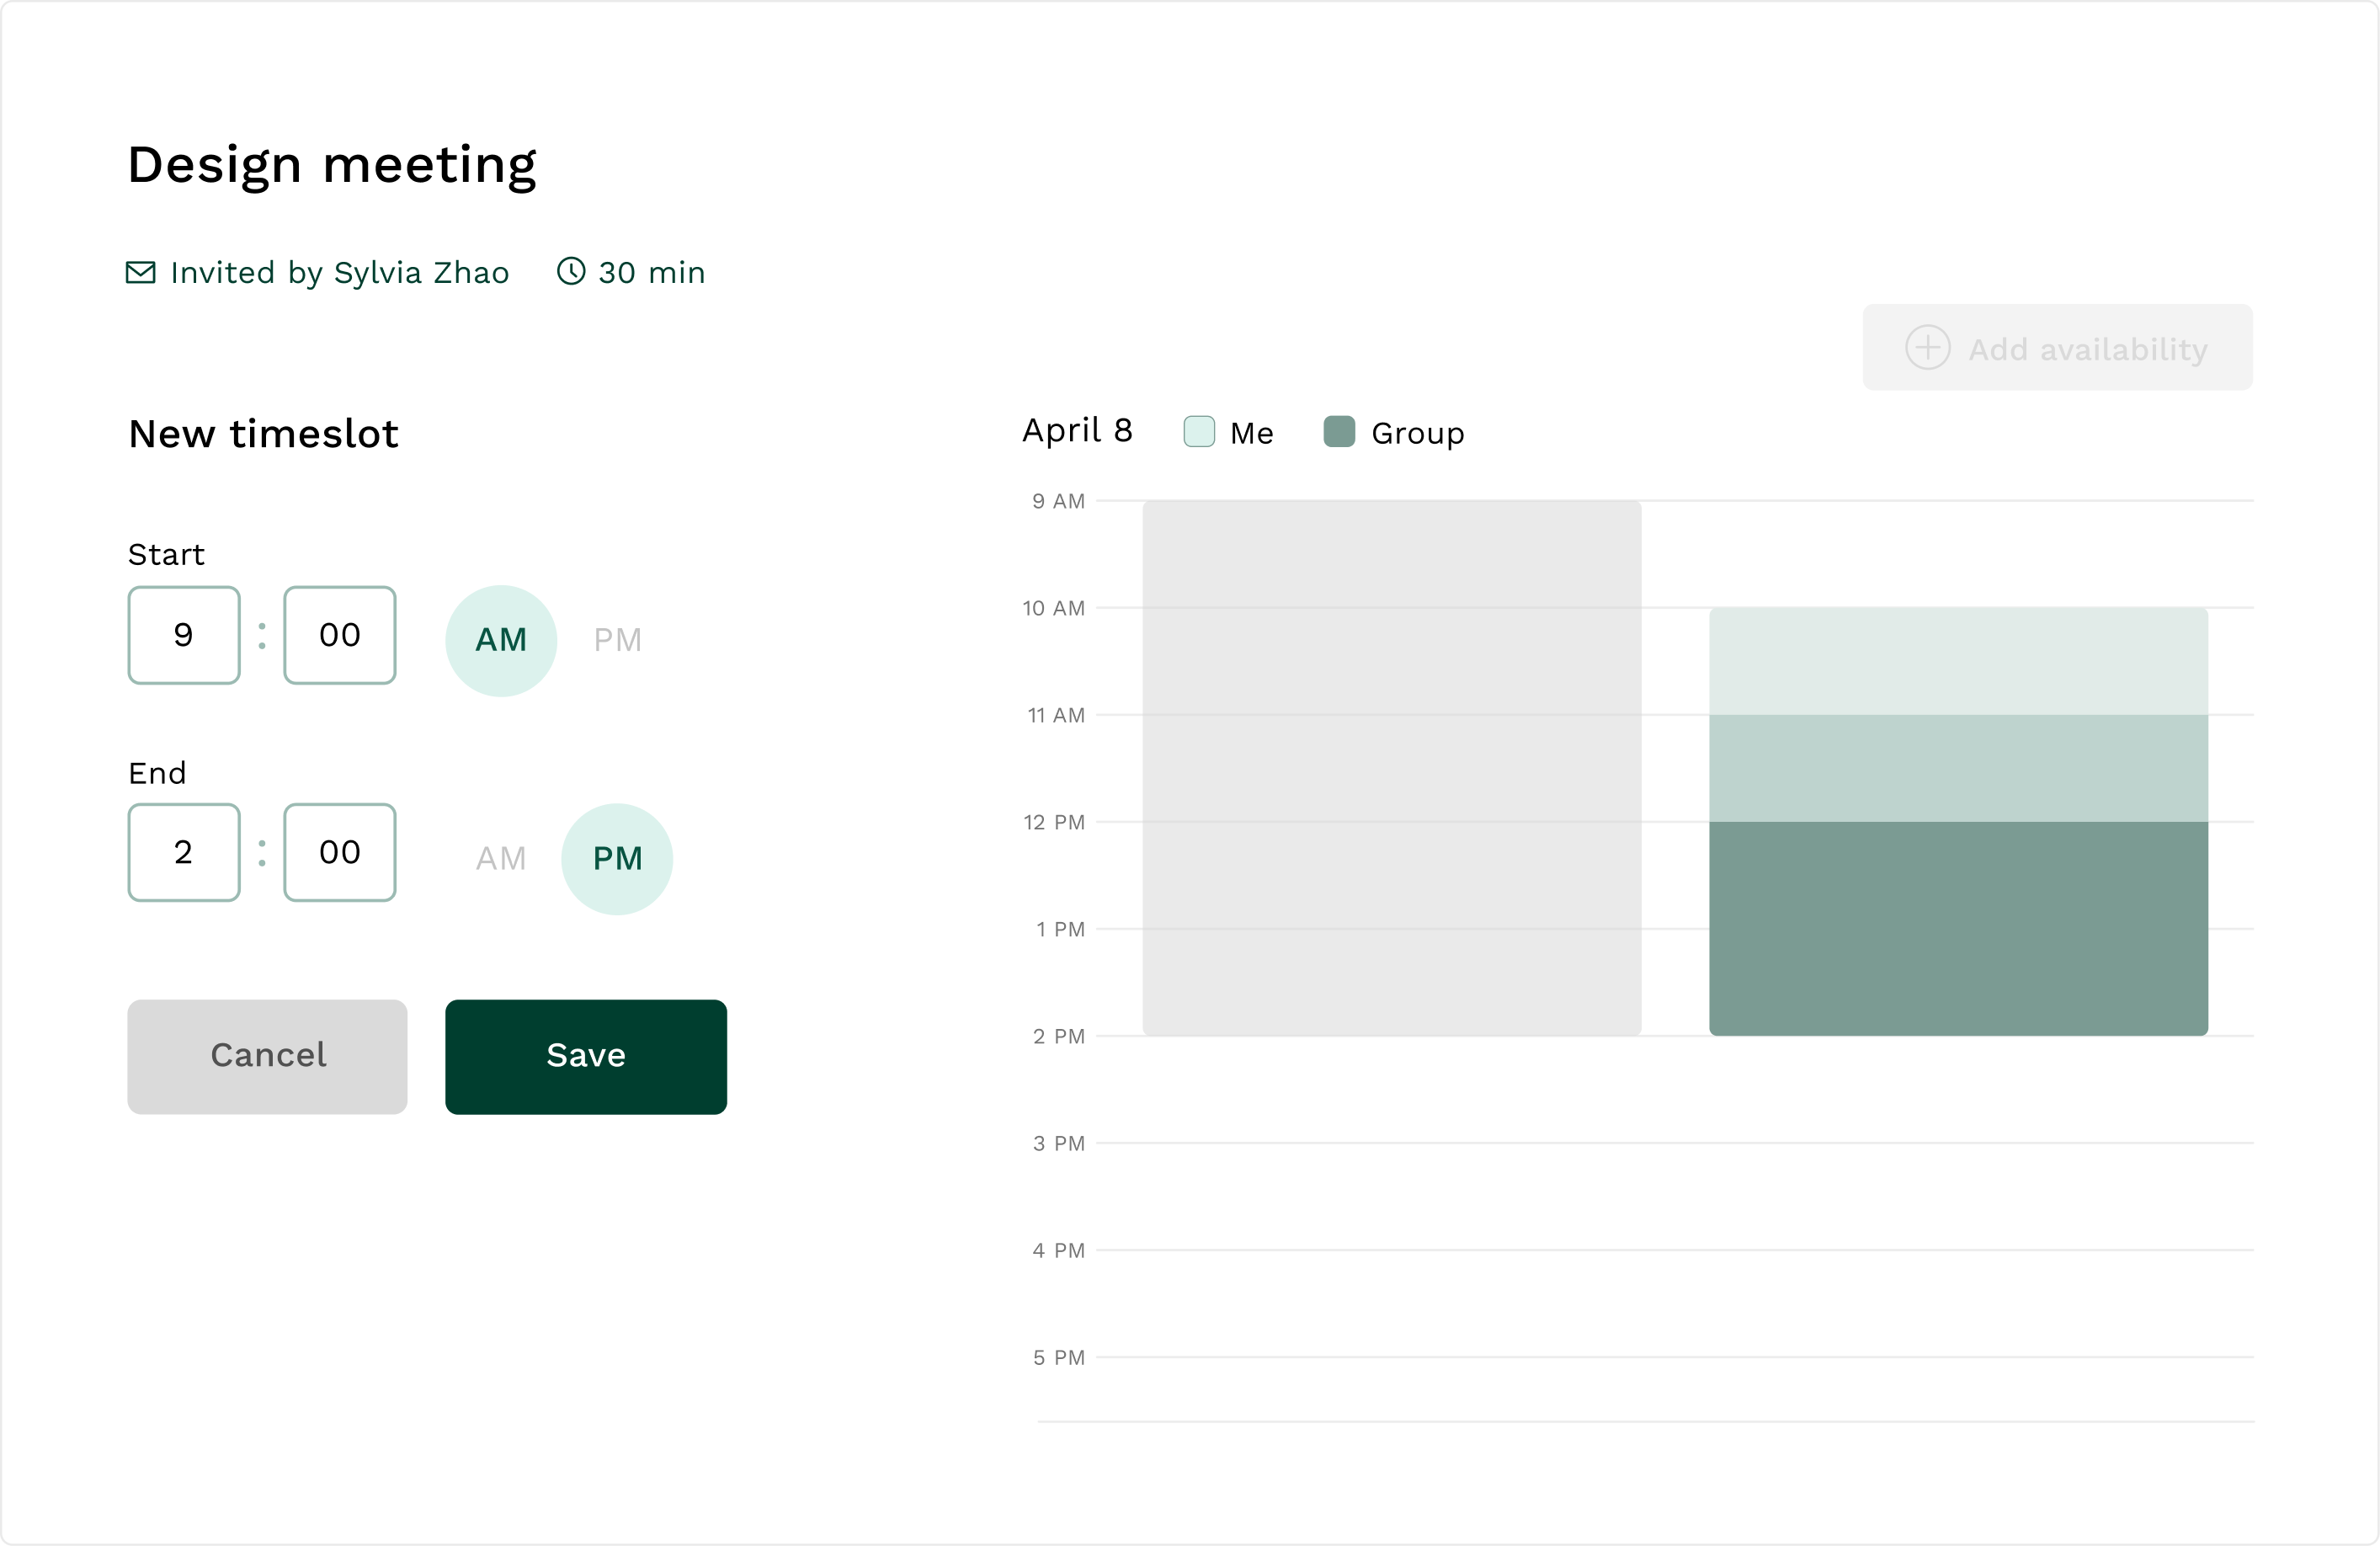 Design meeting
Invited by Sylvia Zhao 30 min
Add availability
New timeslot
Start
9 : 00 AM PM
End
2 : 00 AM PM
Cancel Save
April 8 Me Group
9 AM
10 AM
11 AM
12 PM
1 PM
2 PM
3 PM
4 PM
5 PM